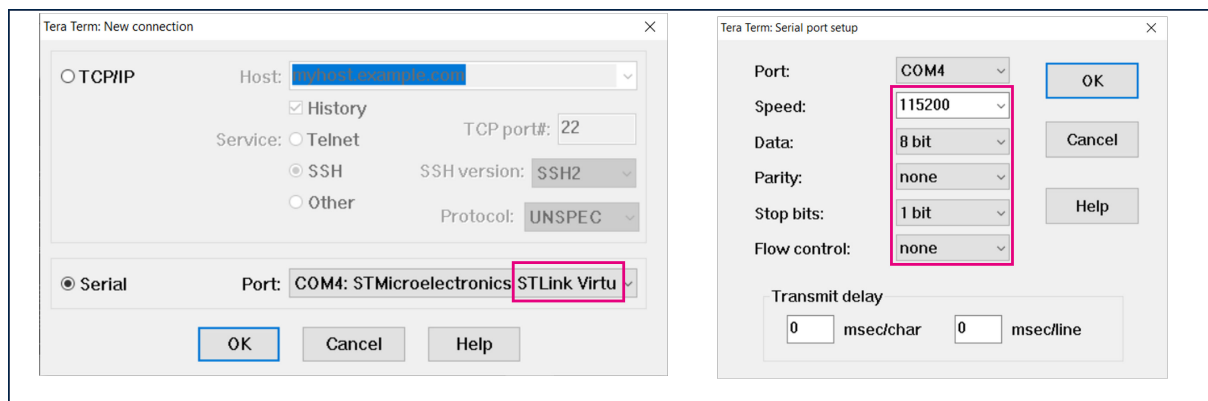 Tera Term: New connection
TCP/IP
Host: myhost.example.com
History
Service: Telnet
TCP port#: 22
SSH
SSH version: SSH2
Other
Protocol: UNSPEC
Serial
Port: COM4: STMicroelectronics STLink Virtu
OK
Cancel
Help
Tera Term: Serial port setup
Port: COM4
Speed: 115200
Data: 8 bit
Parity: none
Stop bits: 1 bit
Flow control: none
OK
Cancel
Help
Transmit delay
0 msec/char 0 msec/line